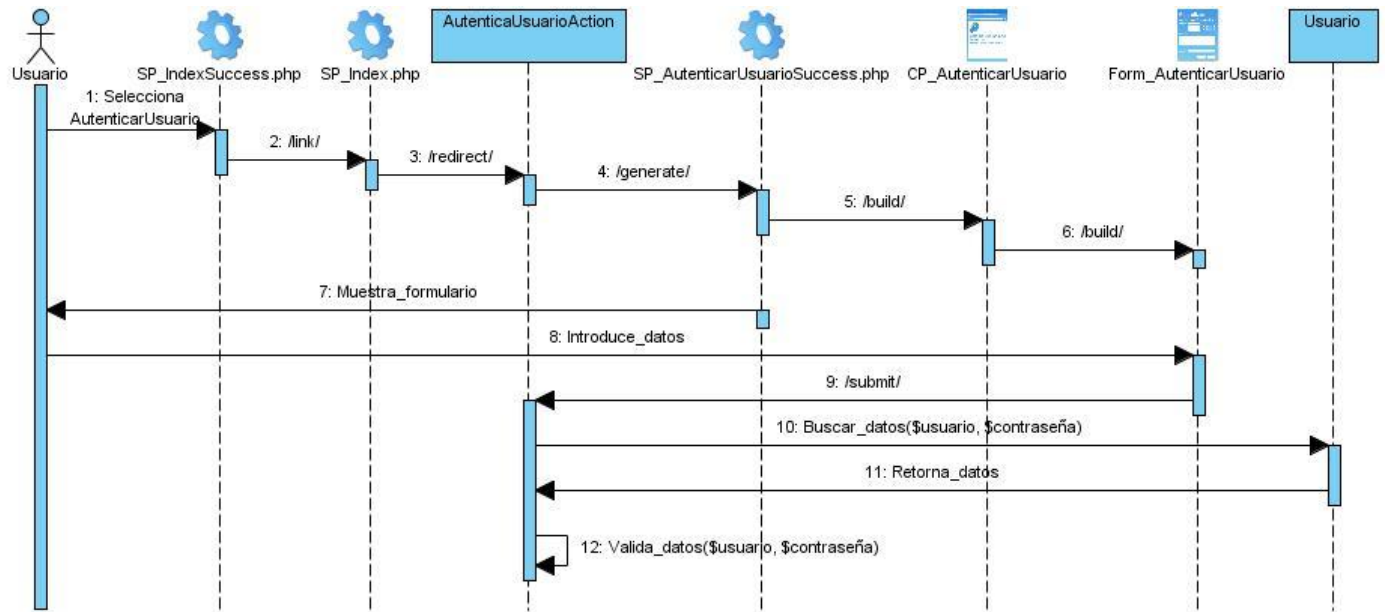 AutenticaUsuarioAction
Usuario
Usuario
SP_IndexSuccess.php
SP_Index.php
SP_AutenticarUsuarioSuccess.php
CP_AutenticarUsuario
Form_AutenticarUsuario
1: Selecciona
AutenticarUsuario
2: /link/
3: /redirect/
4: /generate/
5: /build/
6: /build/
7: Muestra_formulario
8: Introduce_datos
9: /submit/
10: Buscar_datos($usuario, $contraseña)
11: Retorna_datos
12: Valida_datos($usuario, $contraseña)